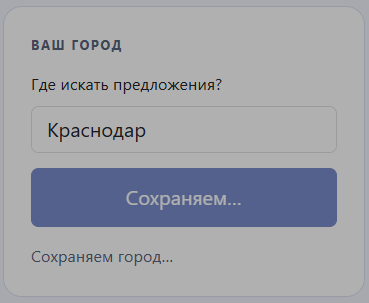 ВАШ ГОРОД
Где искать предложения?
Краснодар
Сохраняем...
Сохраняем город...